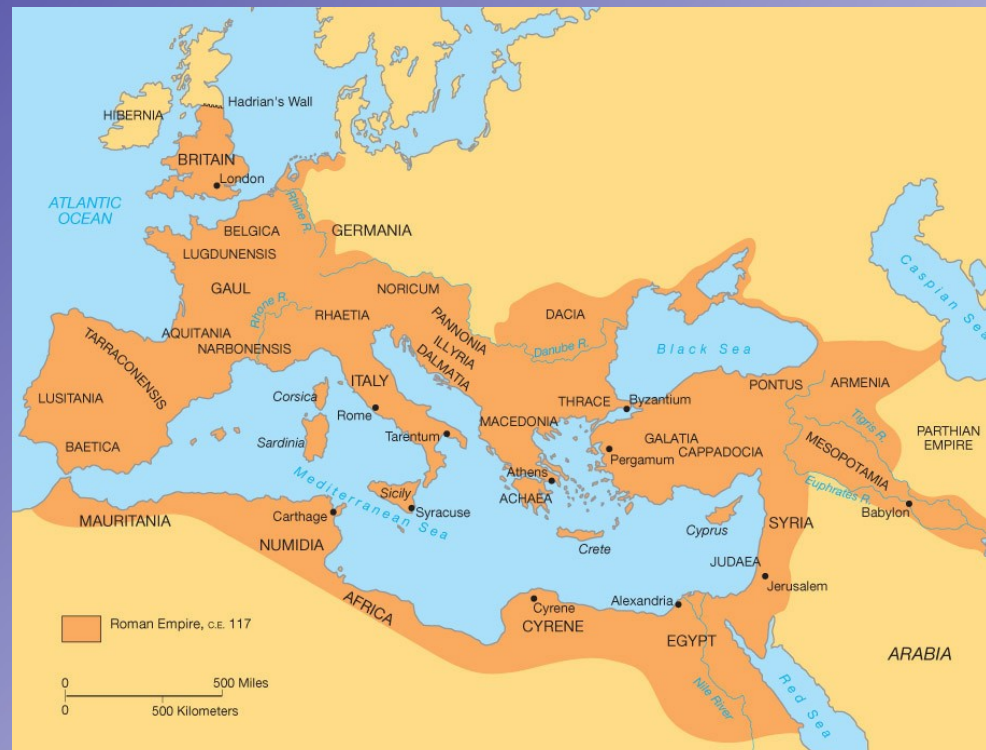 Hadrian's Wall
HIBERNIA
BRITAIN
London
ATLANTIC
OCEAN
Rhine R.
BELGICA
GERMANIA
LUGDUNENSIS
GAUL
NORICUM
Rhone R.
RHAETIA
PANNONIA
DACIA
Caspian Sea
AQUITANIA
NARBONENSIS
ILLYRIA
DALMATIA
Danube R.
Black Sea
TARRACONENSIS
LUSITANIA
ITALY
Corsica
Rome
THRACE
Byzantium
PONTUS
ARMENIA
MACEDONIA
Tigris R.
PARTHIAN
EMPIRE
BAETICA
Sardinia
Tarentum
GALATIA
CAPPADOCIA
Pergamum
MESOPOTAMIA
Athens
ACHAEA
Euphrates R.
Babylon
Mediterranean Sea
Sicily
Syracuse
MAURITANIA
Carthage
NUMIDIA
Crete
Cyprus
SYRIA
JUDAEA
Jerusalem
AFRICA
Cyrene
CYRENE
Alexandria
EGYPT
Nile River
Red Sea
ARABIA
Roman Empire, C.E. 117
0 500 Miles
0 500 Kilometers